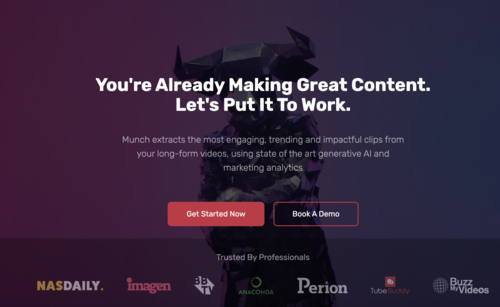 You're Already Making Great Content.
Let's Put It To Work.
Munch extracts the most engaging, trending and impactful clips from
your long-form videos, using state of the art generative AI and
marketing analytics.
Get Started Now
Book A Demo
Trusted By Professionals
NASDAILY.
imagen
ANACONDA
Perion
TubeBuddy
Buzz
My
Videos